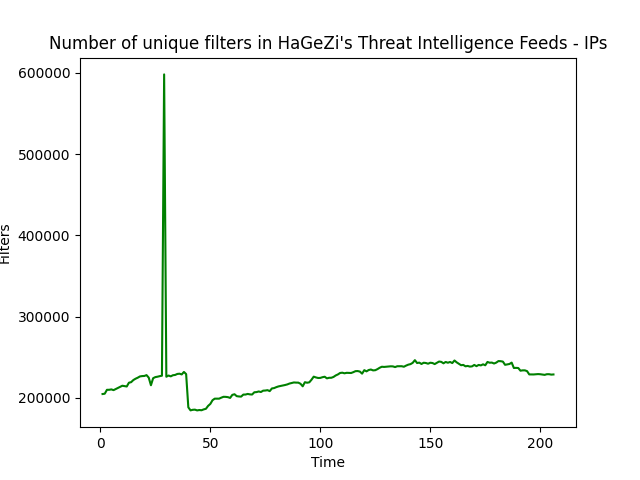 Number of unique filters in HaGeZi's Threat Intelligence Feeds - IPs
600000
500000
400000
300000
200000
Filters
0 50 100 150 200
Time